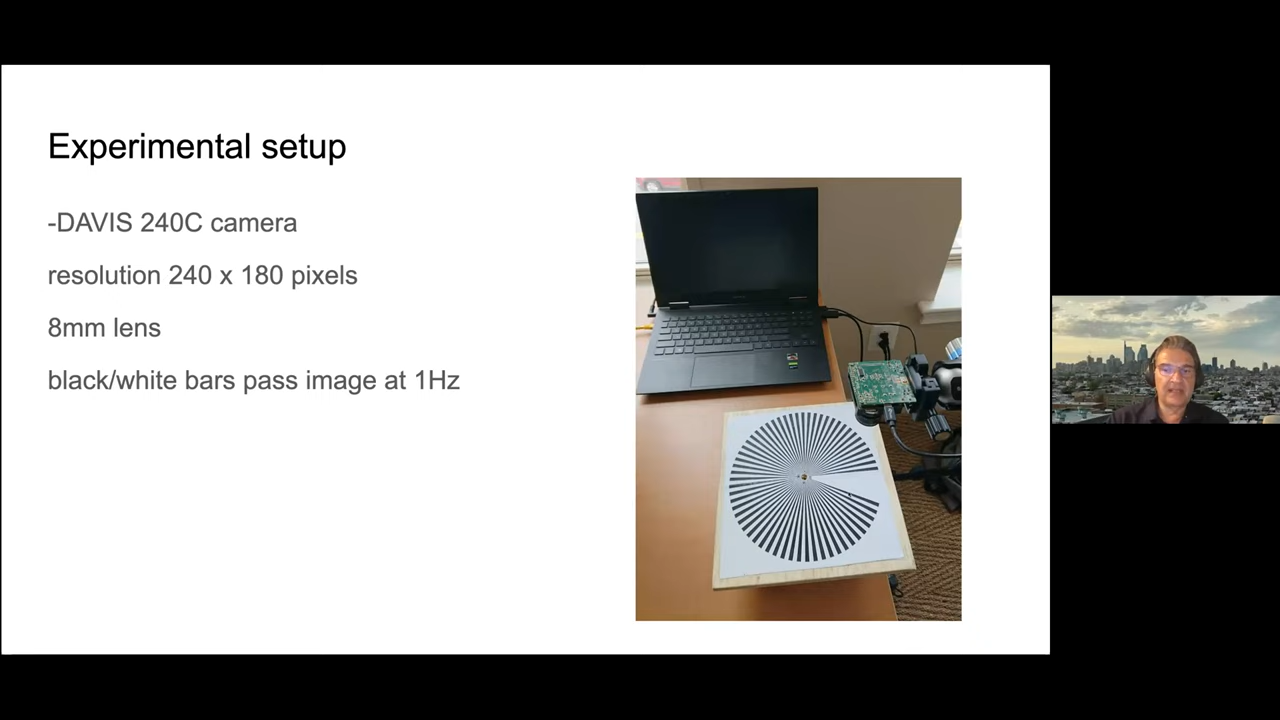 Experimental setup
-DAVIS 240C camera
resolution 240 x 180 pixels
8mm lens
black/white bars pass image at 1Hz